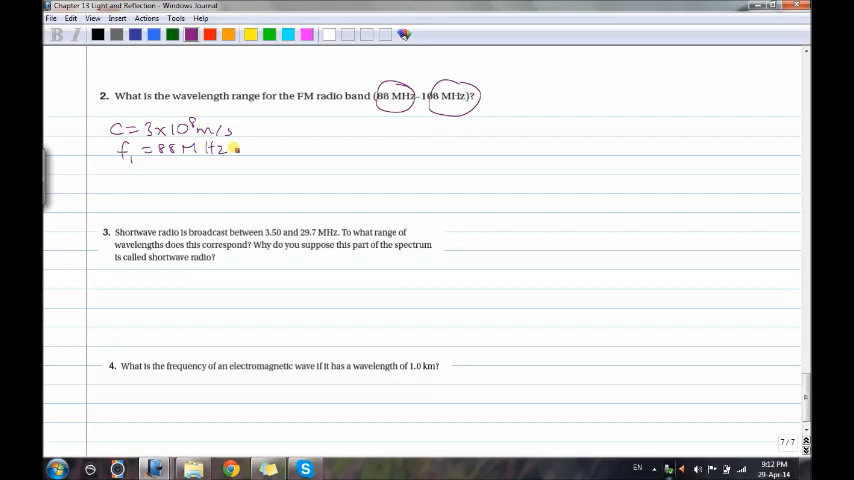 Chapter 13 Light and Reflection - Windows Journal
File Edit View Insert Actions Tools Help
B I
2. What is the wavelength range for the FM radio band (88 MHz–108 MHz)?
C = 3x10⁸m/s
f₁ = 88 M Hz
3. Shortwave radio is broadcast between 3.50 and 29.7 MHz. To what range of
wavelengths does this correspond? Why do you suppose this part of the spectrum
is called shortwave radio?
4. What is the frequency of an electromagnetic wave if it has a wavelength of 1.0 km?
7 / 7
EN
9:12 PM
29-Apr-14